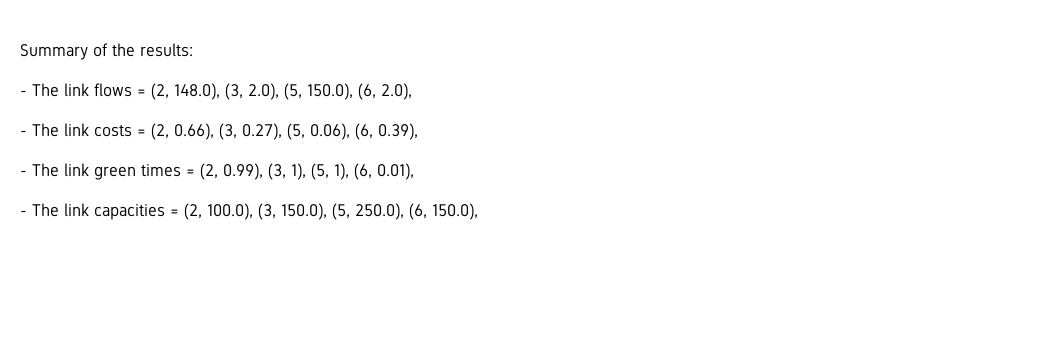 Summary of the results:
- The link flows = (2, 148.0), (3, 2.0), (5, 150.0), (6, 2.0),
- The link costs = (2, 0.66), (3, 0.27), (5, 0.06), (6, 0.39),
- The link green times = (2, 0.99), (3, 1), (5, 1), (6, 0.01),
- The link capacities = (2, 100.0), (3, 150.0), (5, 250.0), (6, 150.0),